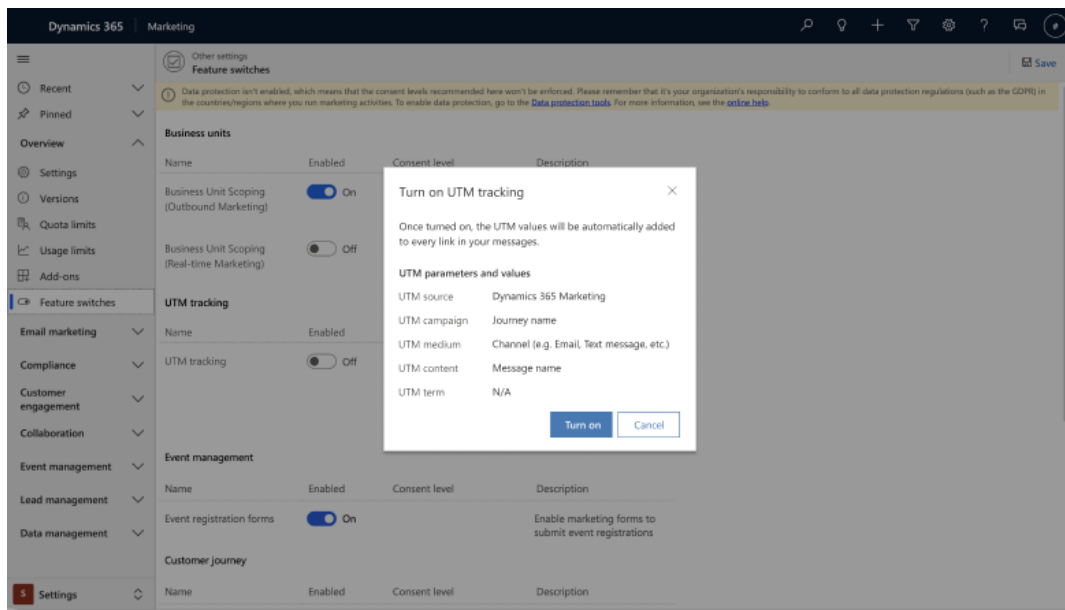 Dynamics 365 Marketing
Other settings
Feature switches
Save
Data protection isn't enabled, which means that the consent levels recommended here won't be enforced. Please remember that it's your organization's responsibility to conform to all data protection regulations (such as the GDPR) in
the countries/regions where you run marketing activities. To enable data protection, go to the Data protection tools. For more information, see the online help.
Recent
Pinned
Overview
Settings
Versions
Quota limits
Usage limits
Add-ons
Feature switches
Email marketing
Compliance
Customer
engagement
Collaboration
Event management
Lead management
Data management
S Settings
Business units
Name Enabled Consent level Description
Business Unit Scoping
(Outbound Marketing)
On
Business Unit Scoping
(Real-time Marketing)
Off
UTM tracking
Name Enabled
UTM tracking Off
Turn on UTM tracking
Once turned on, the UTM values will be automatically added
to every link in your messages.
UTM parameters and values
UTM source Dynamics 365 Marketing
UTM campaign Journey name
UTM medium Channel (e.g. Email, Text message, etc.)
UTM content Message name
UTM term N/A
Turn on Cancel
Event management
Name Enabled Consent level Description
Event registration forms On
Enable marketing forms to
submit event registrations
Customer journey
Name Enabled Consent level Description